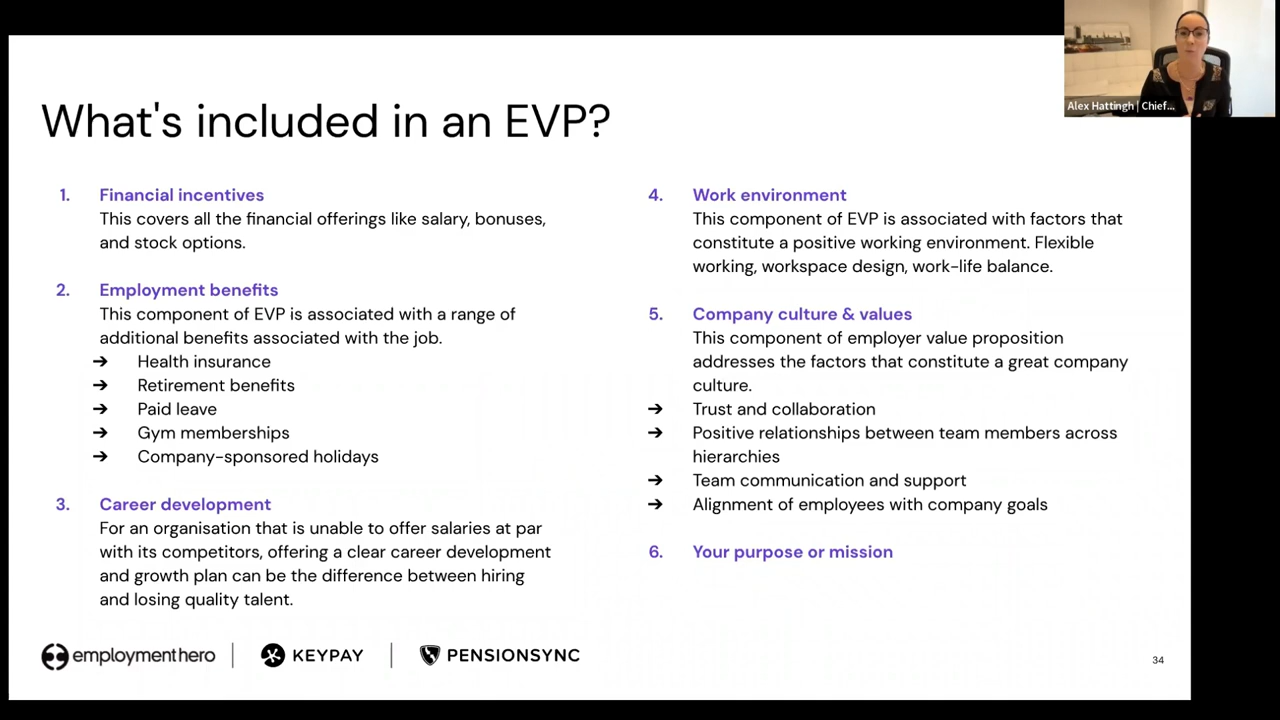 What's included in an EVP?
1. Financial incentives
This covers all the financial offerings like salary, bonuses,
and stock options.
2. Employment benefits
This component of EVP is associated with a range of
additional benefits associated with the job.
➔ Health insurance
➔ Retirement benefits
➔ Paid leave
➔ Gym memberships
➔ Company-sponsored holidays
3. Career development
For an organisation that is unable to offer salaries at par
with its competitors, offering a clear career development
and growth plan can be the difference between hiring
and losing quality talent.
4. Work environment
This component of EVP is associated with factors that
constitute a positive working environment. Flexible
working, workspace design, work-life balance.
5. Company culture & values
This component of employer value proposition
addresses the factors that constitute a great company
culture.
➔ Trust and collaboration
➔ Positive relationships between team members across
hierarchies
➔ Team communication and support
➔ Alignment of employees with company goals
6. Your purpose or mission
employmenthero | KEYPAY | PENSIONSYNC
34
Alex Hattingh | Chief...